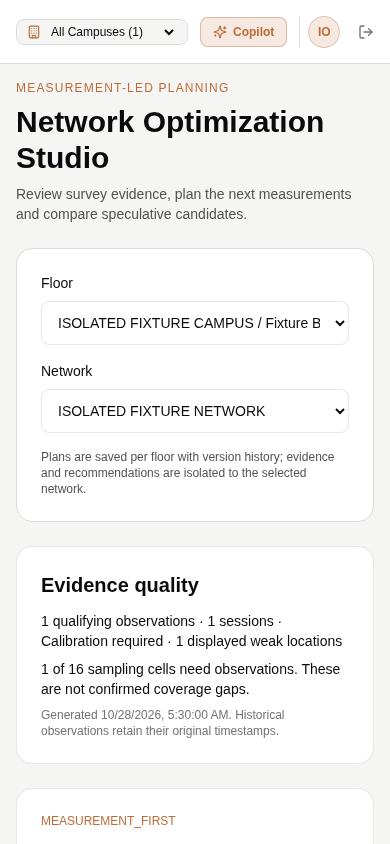 All Campuses (1)
Copilot
IO
MEASUREMENT-LED PLANNING
Network Optimization
Studio
Review survey evidence, plan the next measurements
and compare speculative candidates.
Floor
ISOLATED FIXTURE CAMPUS / Fixture B
Network
ISOLATED FIXTURE NETWORK
Plans are saved per floor with version history; evidence
and recommendations are isolated to the selected
network.
Evidence quality
1 qualifying observations · 1 sessions ·
Calibration required · 1 displayed weak locations
1 of 16 sampling cells need observations. These
are not confirmed coverage gaps.
Generated 10/28/2026, 5:30:00 AM. Historical
observations retain their original timestamps.
MEASUREMENT_FIRST